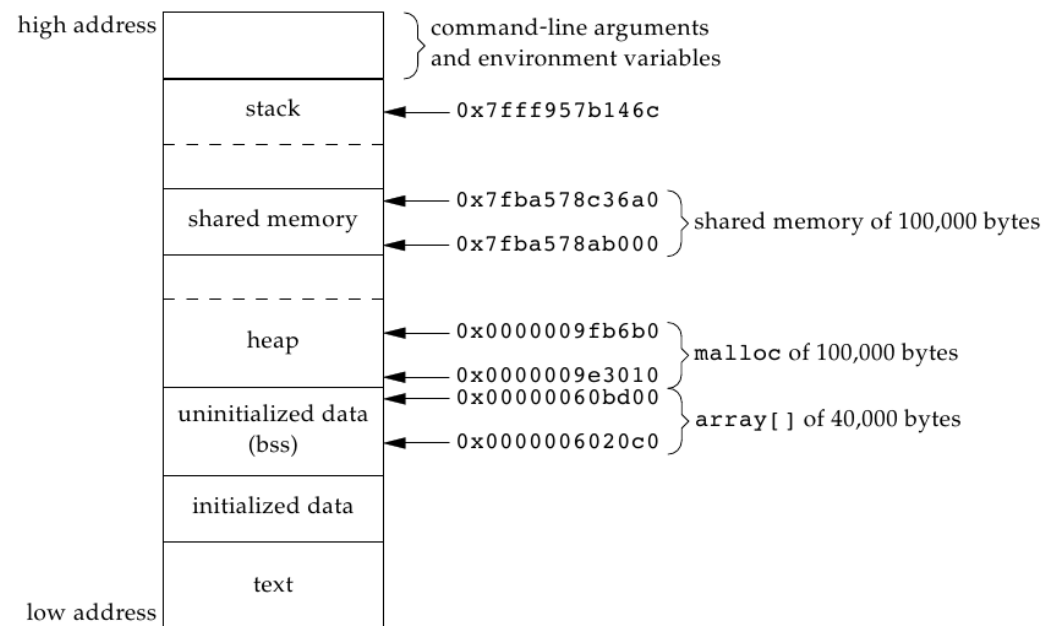 high address
command-line arguments
and environment variables
stack
0x7fff957b146c
0x7fba578c36a0
shared memory
shared memory of 100,000 bytes
0x7fba578ab000
0x0000009fb6b0
heap
malloc of 100,000 bytes
0x0000009e3010
0x00000060bd00
uninitialized data
(bss)
array[] of 40,000 bytes
0x0000006020c0
initialized data
text
low address